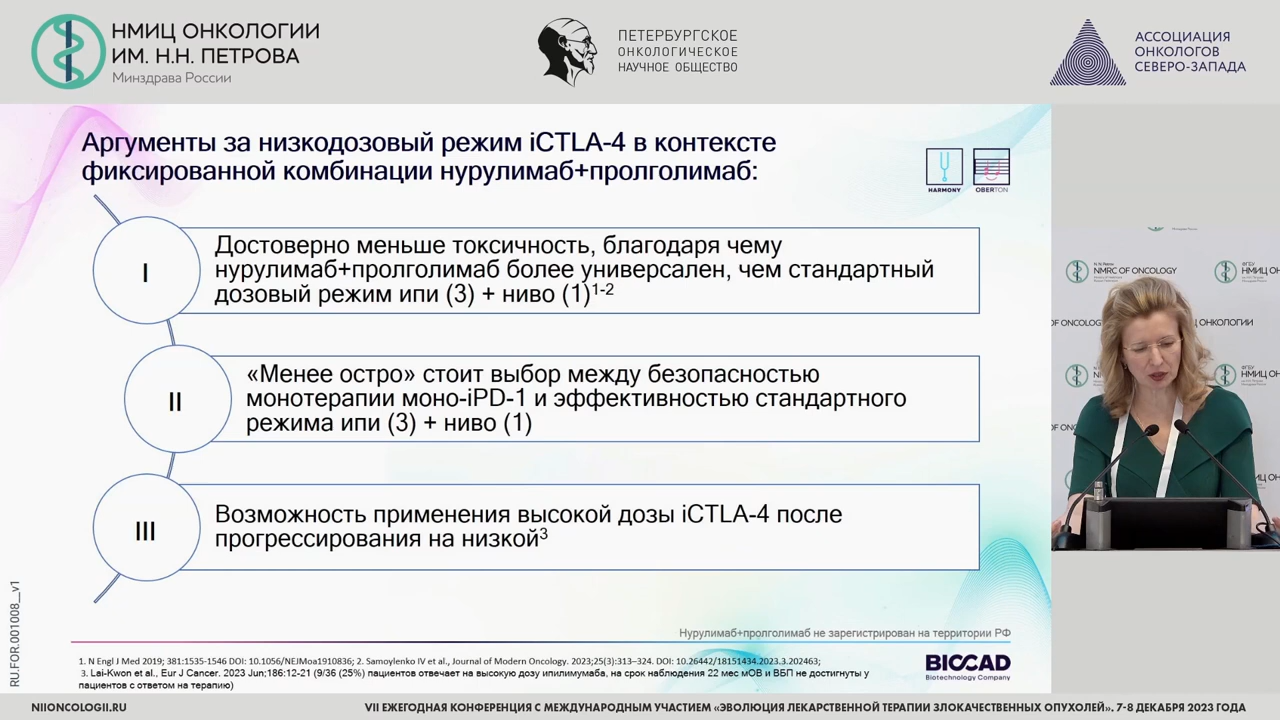 НМИЦ ОНКОЛОГИИ
ИМ. Н.Н. ПЕТРОВА
Минздрава России
ПЕТЕРБУРГСКОЕ
ОНКОЛОГИЧЕСКОЕ
НАУЧНОЕ ОБЩЕСТВО
АССОЦИАЦИЯ
ОНКОЛОГОВ
СЕВЕРО-ЗАПАДА
Аргументы за низкодозовый режим iCTLA-4 в контексте
фиксированной комбинации нурулимаб+пролголимаб:
HARMONY
OBERTON
I
Достоверно меньше токсичность, благодаря чему
нурулимаб+пролголимаб более универсален, чем стандартный
дозовый режим ипи (3) + ниво (1)1-2
II
«Менее остро» стоит выбор между безопасностью
монотерапии моно-iPD-1 и эффективностью стандартного
режима ипи (3) + ниво (1)
III
Возможность применения высокой дозы iCTLA-4 после
прогрессирования на низкой3
RU.FOR.001008__v1
Нурулимаб+пролголимаб не зарегистрирован на территории РФ
1. N Engl J Med 2019; 381:1535-1546 DOI: 10.1056/NEJMoa1910836; 2. Samoylenko IV et al., Journal of Modern Oncology. 2023;25(3):313–324. DOI: 10.26442/18151434.2023.3.202463;
3. Lai-Kwon et al., Eur J Cancer. 2023 Jun;186:12-21 (9/36 (25%) пациентов отвечает на высокую дозу ипилимумаба, на срок наблюдения 22 мес мОВ и ВБП не достигнуты у
пациентов с ответом на терапию)
BIOCAD
Biotechnology Company
NMRC OF ONCOLOGY
ФГБУ
НМИЦ ОН
OF ONCOLOGY
НМИЦ ОНКОЛОГИИ
ФГБУ
НМИЦ ОН
NIIONCOLOGII.RU
VII ЕЖЕГОДНАЯ КОНФЕРЕНЦИЯ С МЕЖДУНАРОДНЫМ УЧАСТИЕМ «ЭВОЛЮЦИЯ ЛЕКАРСТВЕННОЙ ТЕРАПИИ ЗЛОКАЧЕСТВЕННЫХ ОПУХОЛЕЙ». 7-8 ДЕКАБРЯ 2023 ГОДА